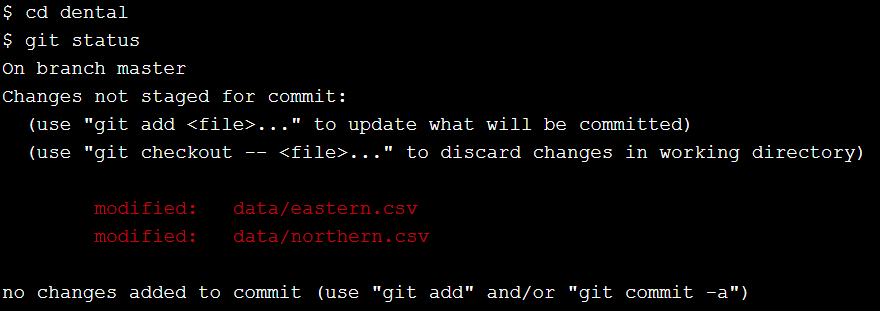 $ cd dental
$ git status
On branch master
Changes not staged for commit:
  (use "git add <file>..." to update what will be committed)
  (use "git checkout -- <file>..." to discard changes in working directory)

        modified:   data/eastern.csv
        modified:   data/northern.csv

no changes added to commit (use "git add" and/or "git commit -a")